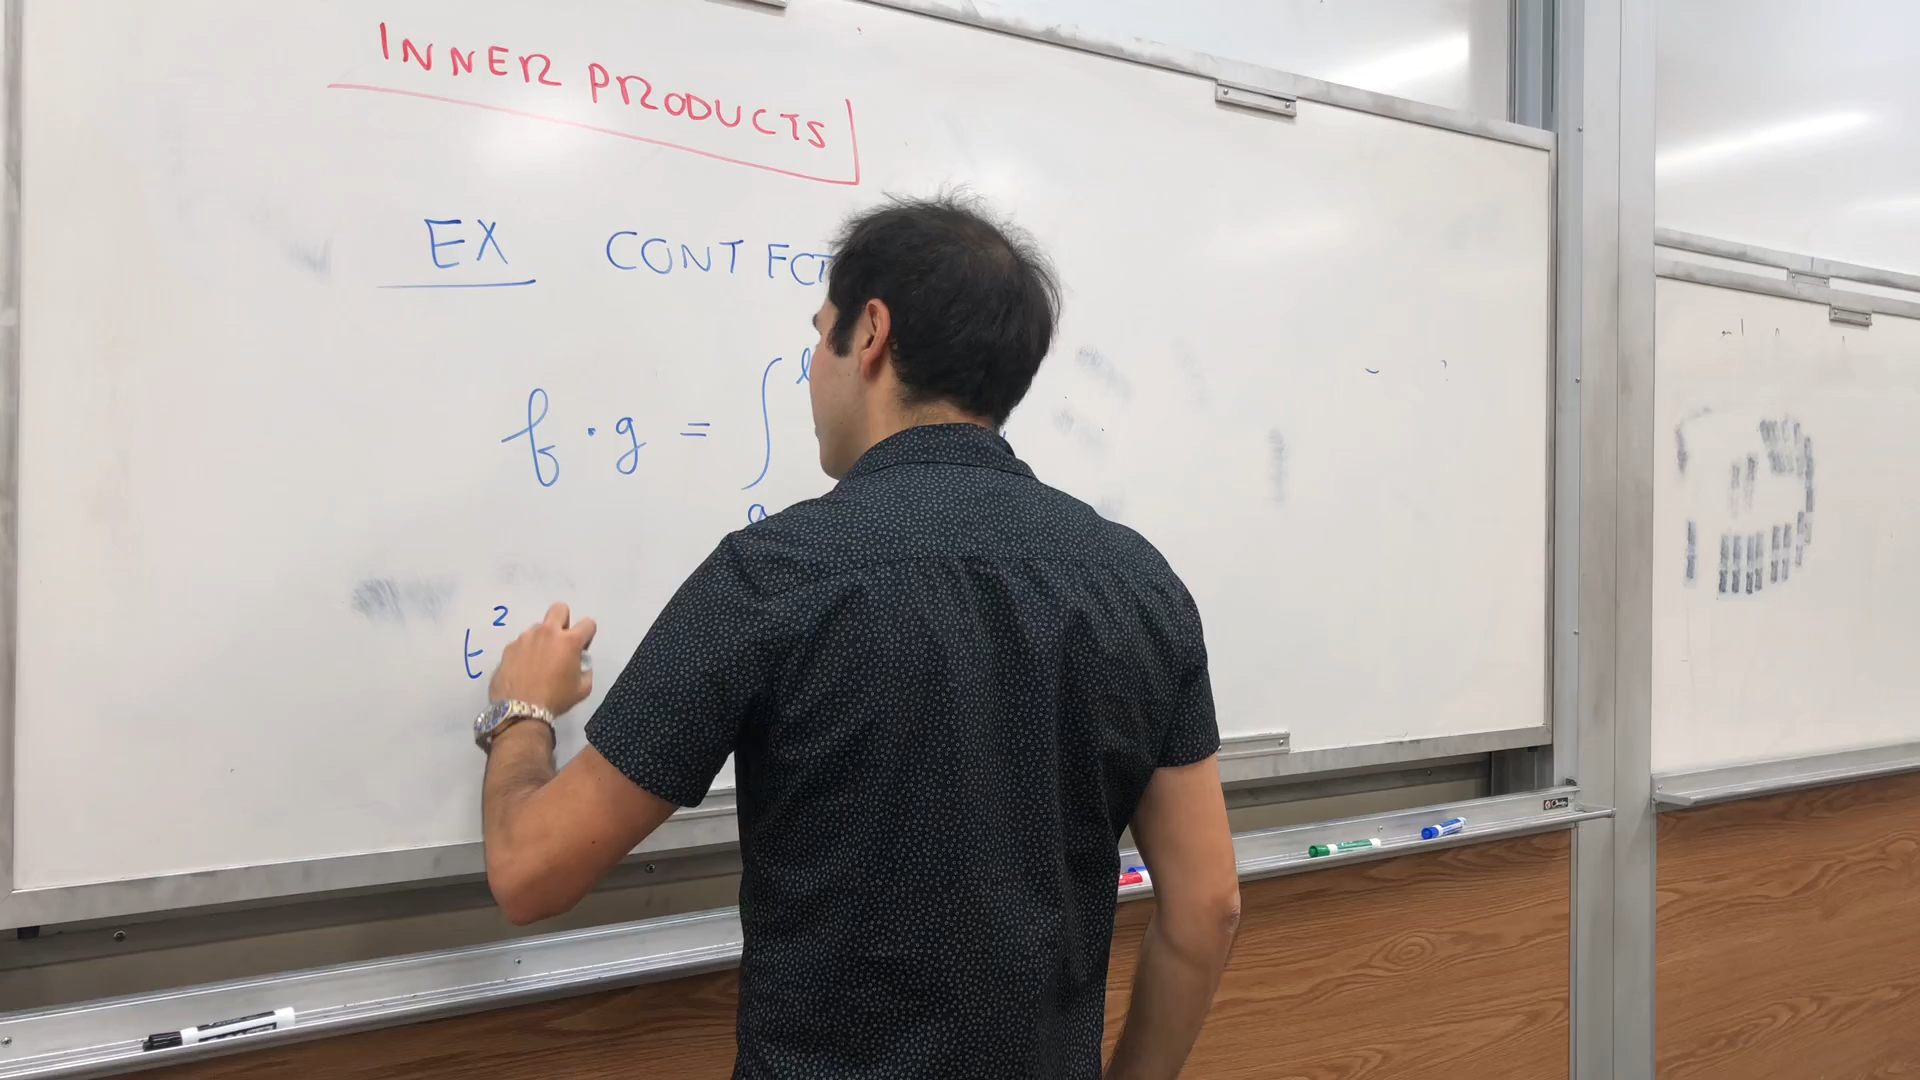 INNER PRODUCTS
EX CONT FCT
f · g = ∫
a
t²